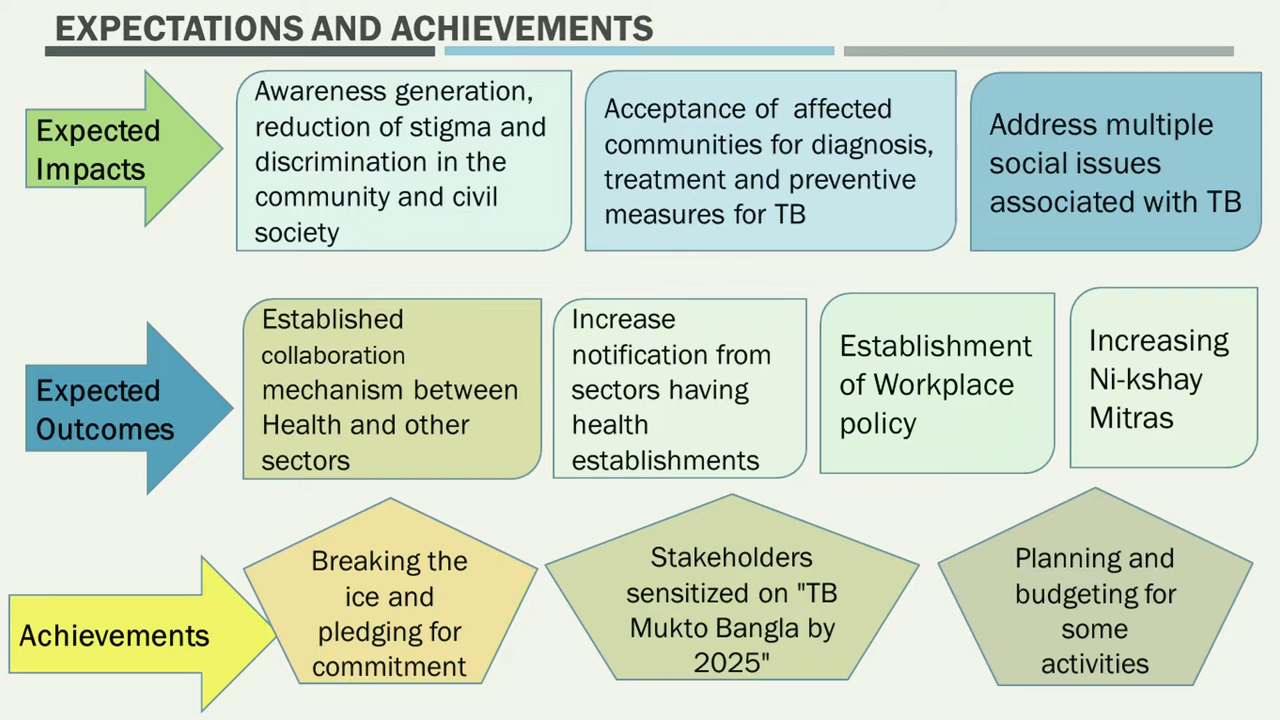 EXPECTATIONS AND ACHIEVEMENTS
Expected
Impacts
Awareness generation,
reduction of stigma and
discrimination in the
community and civil
society
Acceptance of affected
communities for diagnosis,
treatment and preventive
measures for TB
Address multiple
social issues
associated with TB
Expected
Outcomes
Established
collaboration
mechanism between
Health and other
sectors
Increase
notification from
sectors having
health
establishments
Establishment
of Workplace
policy
Increasing
Ni-kshay
Mitras
Achievements
Breaking the
ice and
pledging for
commitment
Stakeholders
sensitized on "TB
Mukto Bangla by
2025"
Planning and
budgeting for
some
activities